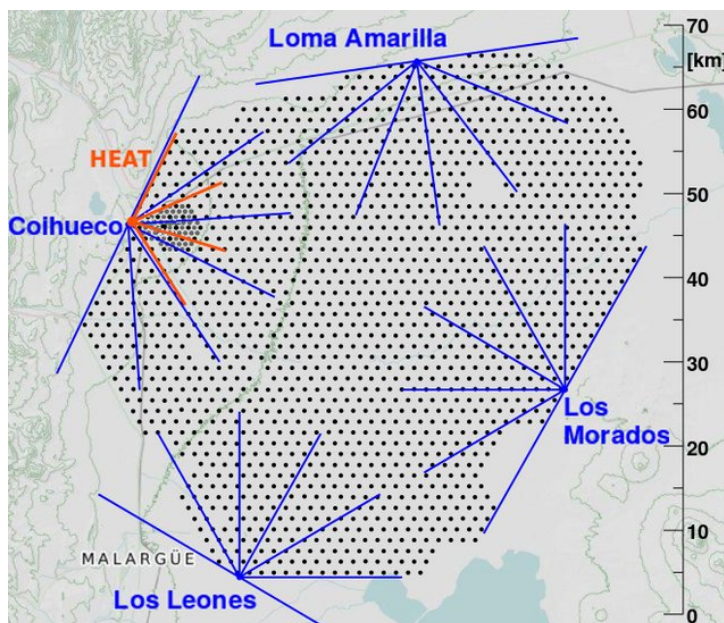 Loma Amarilla
70
[km]
60
HEAT
50
Coihueco
40
30
Los
Morados
20
10
MALARGÜE
Los Leones
0